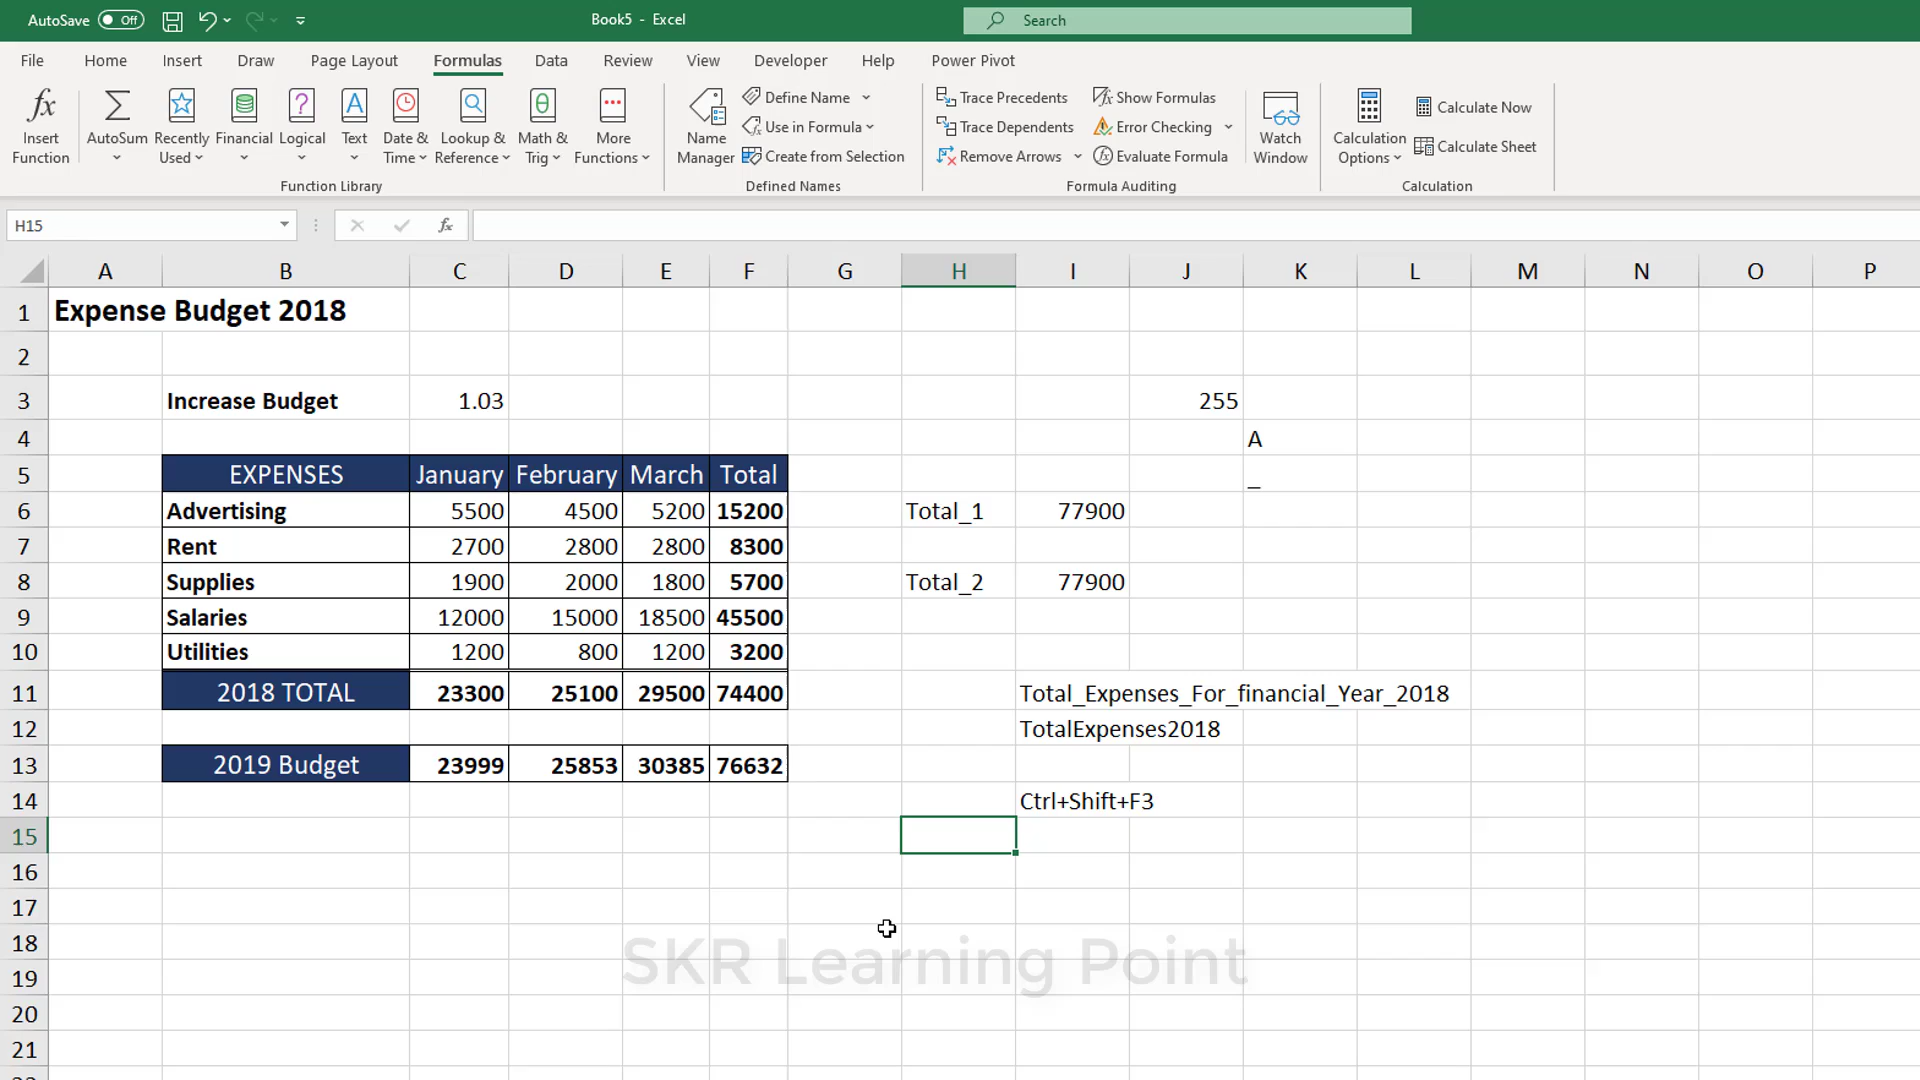 AutoSave Off Book5 - Excel Search
File Home Insert Draw Page Layout Formulas Data Review View Developer Help Power Pivot
fx Insert Function
AutoSum
Recently Used
Financial
Logical
Text
Date & Time
Lookup & Reference
Math & Trig
More Functions
Function Library
Name Manager
Define Name
Use in Formula
Create from Selection
Defined Names
Trace Precedents
Trace Dependents
Remove Arrows
Show Formulas
Error Checking
Evaluate Formula
Formula Auditing
Watch Window
Calculation Options
Calculate Now
Calculate Sheet
Calculation
H15 fx
A B C D E F G H I J K L M N O P
1 Expense Budget 2018
2
3 Increase Budget 1.03 255
4 A
5 EXPENSES January February March Total _
6 Advertising 5500 4500 5200 15200 Total_1 77900
7 Rent 2700 2800 2800 8300
8 Supplies 1900 2000 1800 5700 Total_2 77900
9 Salaries 12000 15000 18500 45500
10 Utilities 1200 800 1200 3200
11 2018 TOTAL 23300 25100 29500 74400 Total_Expenses_For_financial_Year_2018
12 TotalExpenses2018
13 2019 Budget 23999 25853 30385 76632
14 Ctrl+Shift+F3
15
16
17
18
SKR Learning Point
19
20
21